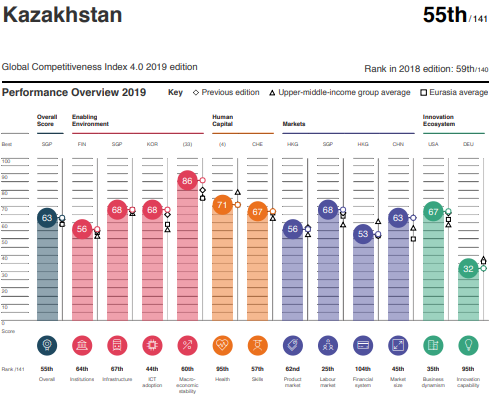 Kazakhstan 55th /141
Global Competitiveness Index 4.0 2019 edition Rank in 2018 edition: 59th/140
Performance Overview 2019 Key Previous edition Upper-middle-income group average Eurasia average
Overall Score Enabling Environment Human Capital Markets Innovation Ecosystem
Best SGP FIN SGP KOR (33) (4) CHE HKG SGP HKG CHN USA DEU
100
90
80
70
60
50
40
30
20
10
0
Score
63 56 68 68 86 71 67 56 68 53 63 67 32
Rank /141 55th 64th 67th 44th 60th 95th 57th 62nd 25th 104th 45th 35th 95th
Overall Institutions Infrastructure ICT adoption Macro-economic stability Health Skills Product market Labour market Financial system Market size Business dynamism Innovation capability